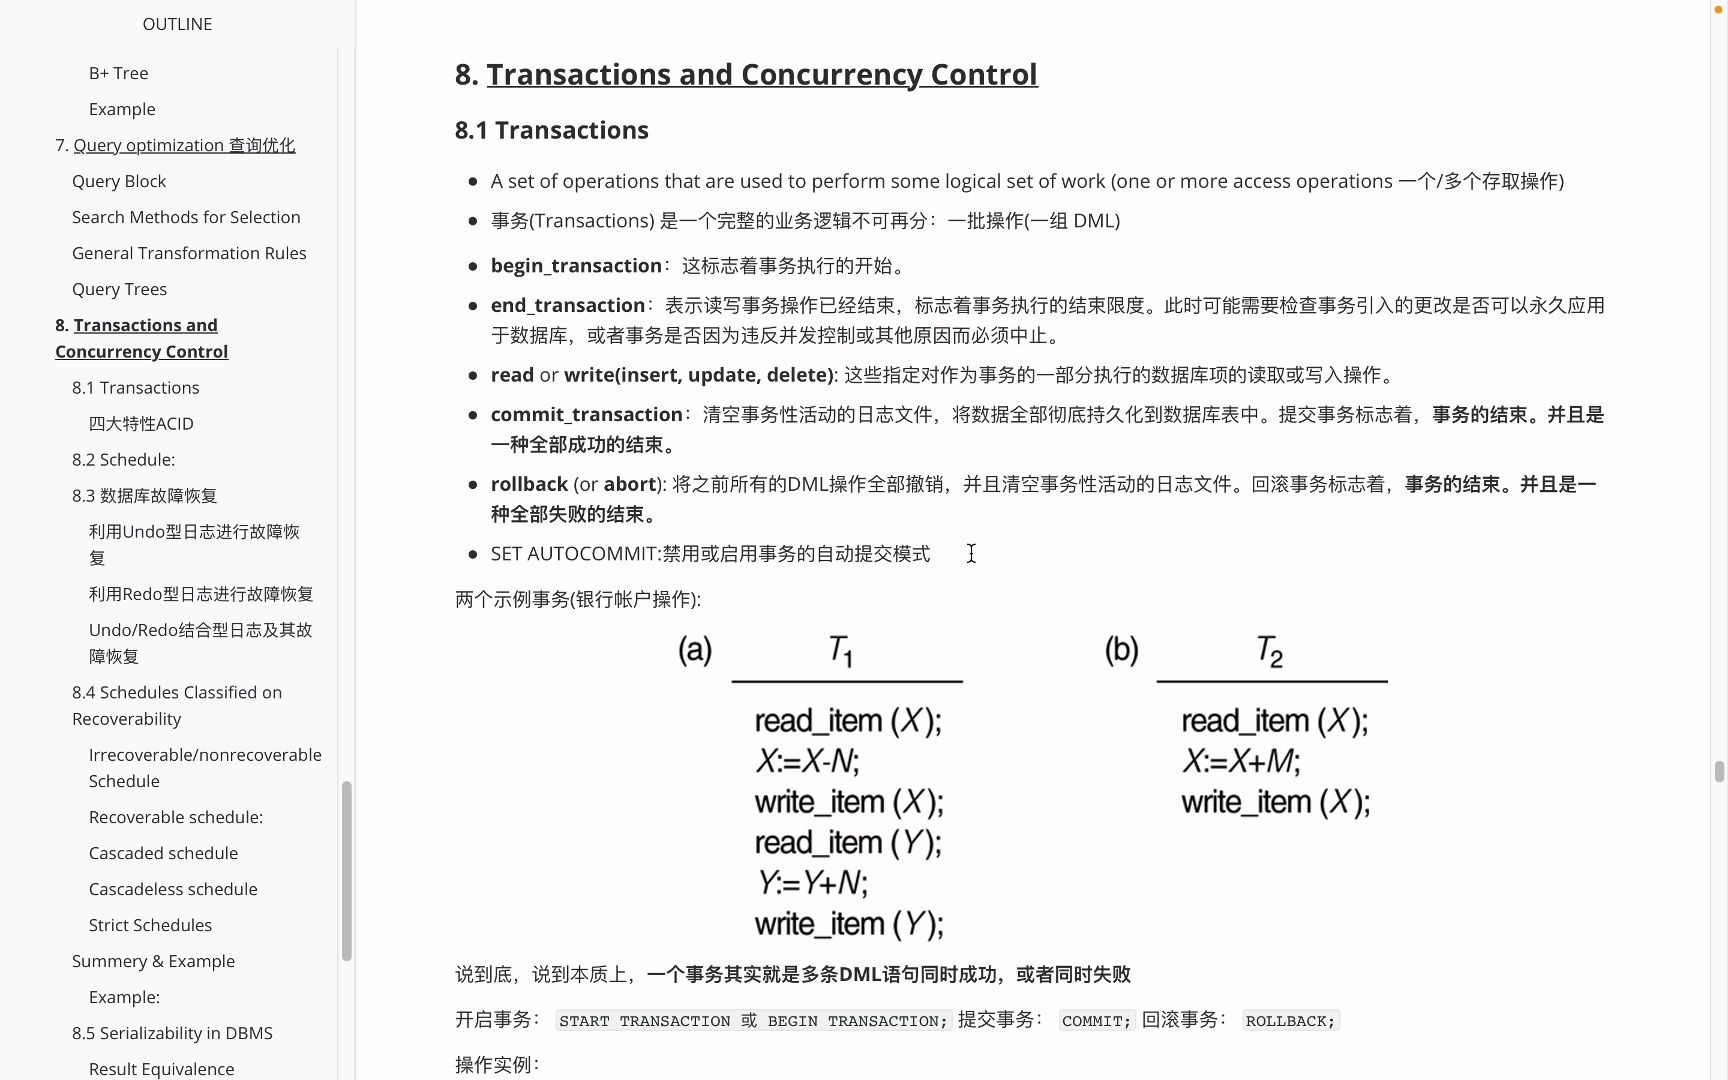 OUTLINE
B+ Tree
Example
7. Query optimization 查询优化
Query Block
Search Methods for Selection
General Transformation Rules
Query Trees
8. Transactions and
Concurrency Control
8.1 Transactions
四大特性ACID
8.2 Schedule:
8.3 数据库故障恢复
利用Undo型日志进行故障恢
复
利用Redo型日志进行故障恢复
Undo/Redo结合型日志及其故
障恢复
8.4 Schedules Classified on
Recoverability
Irrecoverable/nonrecoverable
Schedule
Recoverable schedule:
Cascaded schedule
Cascadeless schedule
Strict Schedules
Summery & Example
Example:
8.5 Serializability in DBMS
Result Equivalence
8. Transactions and Concurrency Control
8.1 Transactions
A set of operations that are used to perform some logical set of work (one or more access operations 一个/多个存取操作)
事务(Transactions) 是一个完整的业务逻辑不可再分：一批操作(一组 DML)
begin_transaction：这标志着事务执行的开始。
end_transaction：表示读写事务操作已经结束，标志着事务执行的结束限度。此时可能需要检查事务引入的更改是否可以永久应用
于数据库，或者事务是否因为违反并发控制或其他原因而必须中止。
read or write(insert, update, delete): 这些指定对作为事务的一部分执行的数据库项的读取或写入操作。
commit_transaction：清空事务性活动的日志文件，将数据全部彻底持久化到数据库表中。提交事务标志着，事务的结束。并且是
一种全部成功的结束。
rollback (or abort): 将之前所有的DML操作全部撤销，并且清空事务性活动的日志文件。回滚事务标志着，事务的结束。并且是一
种全部失败的结束。
SET AUTOCOMMIT:禁用或启用事务的自动提交模式
两个示例事务(银行帐户操作):
(a) T1
read_item (X);
X:=X-N;
write_item (X);
read_item (Y);
Y:=Y+N;
write_item (Y);
(b) T2
read_item (X);
X:=X+M;
write_item (X);
说到底，说到本质上，一个事务其实就是多条DML语句同时成功，或者同时失败
开启事务： START TRANSACTION 或 BEGIN TRANSACTION; 提交事务： COMMIT; 回滚事务： ROLLBACK;
操作实例：